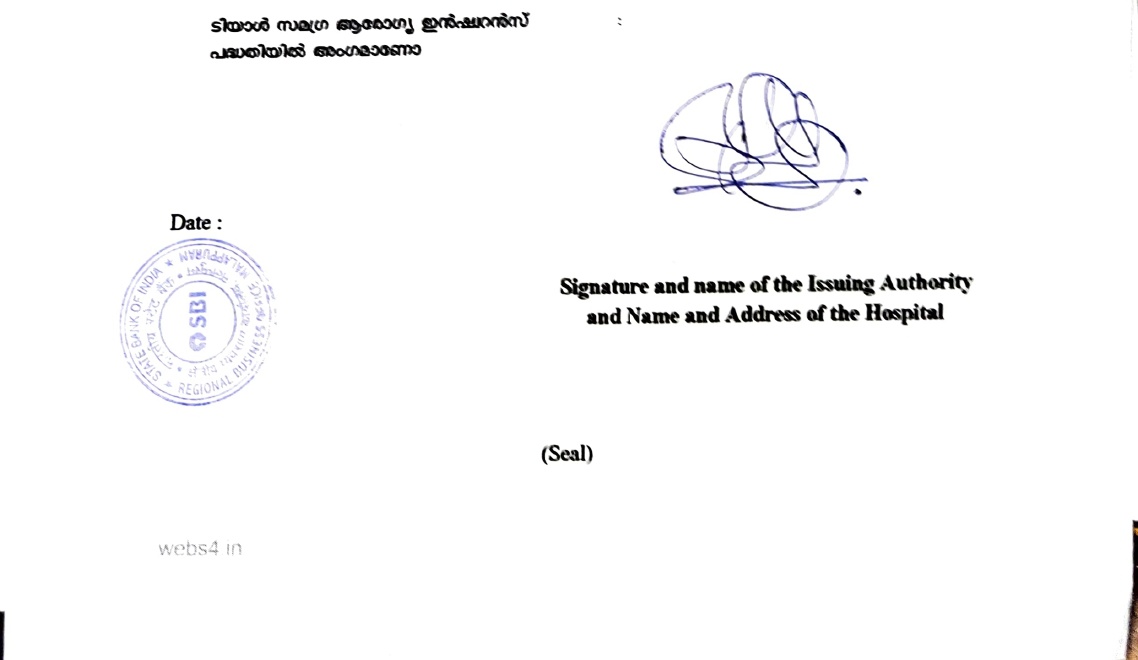 ടിയാൾ സമഗ്ര ആരോഗ്യ ഇൻഷുറൻസ് :
പദ്ധതിയിൽ അംഗമാണോ
Date :
STATE BANK OF INDIA ★ MALAPPURAM
★ REGIONAL BUSINESS OFFICE
SBI
Signature and name of the Issuing Authority
and Name and Address of the Hospital
(Seal)
webs4 in